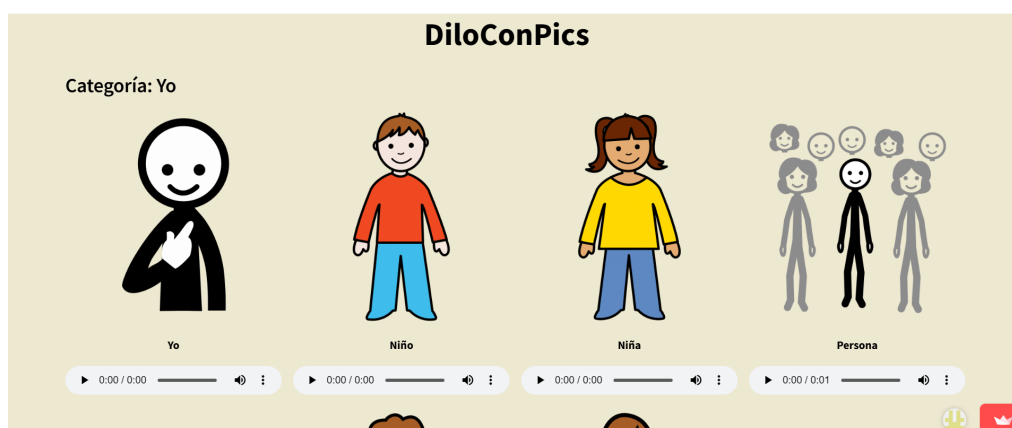 DiloConPics
Categoría: Yo
Yo
Niño
Niña
Persona
0:00 / 0:00
0:00 / 0:00
0:00 / 0:00
0:00 / 0:01